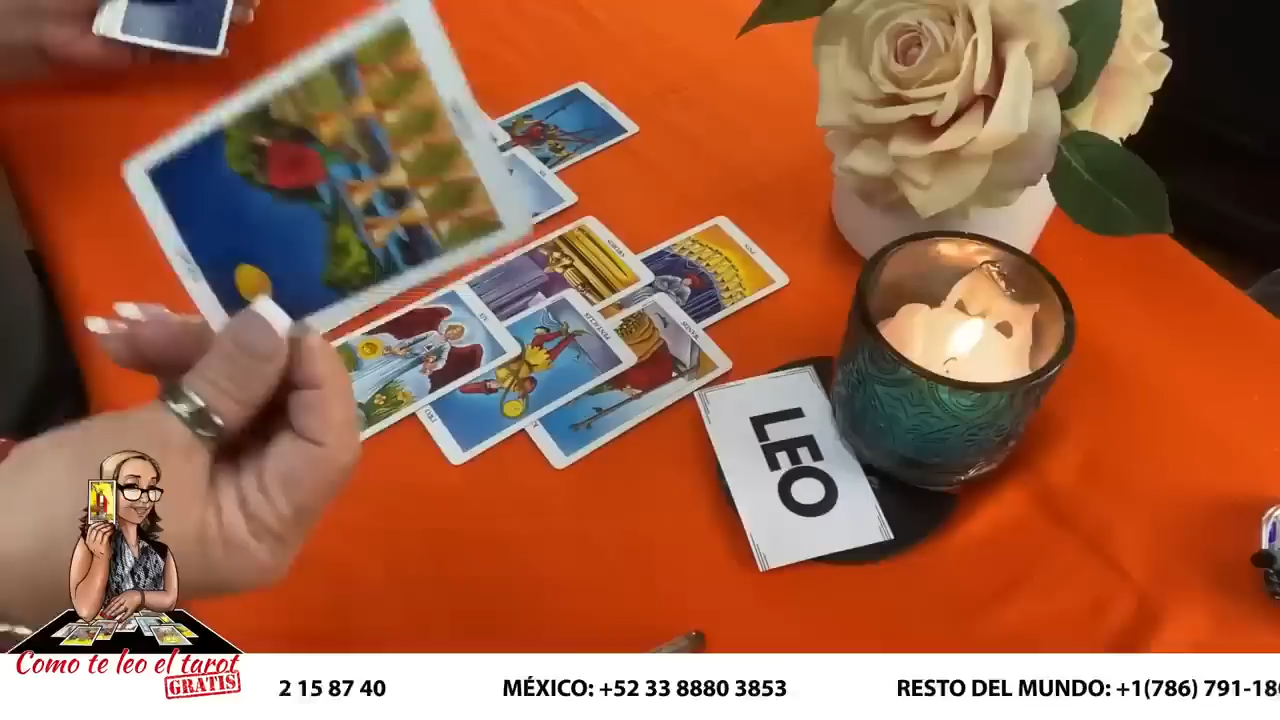 LEO
Como te leo el tarot
GRATIS
2 15 87 40
MÉXICO: +52 33 8880 3853
RESTO DEL MUNDO: +1(786) 791-18